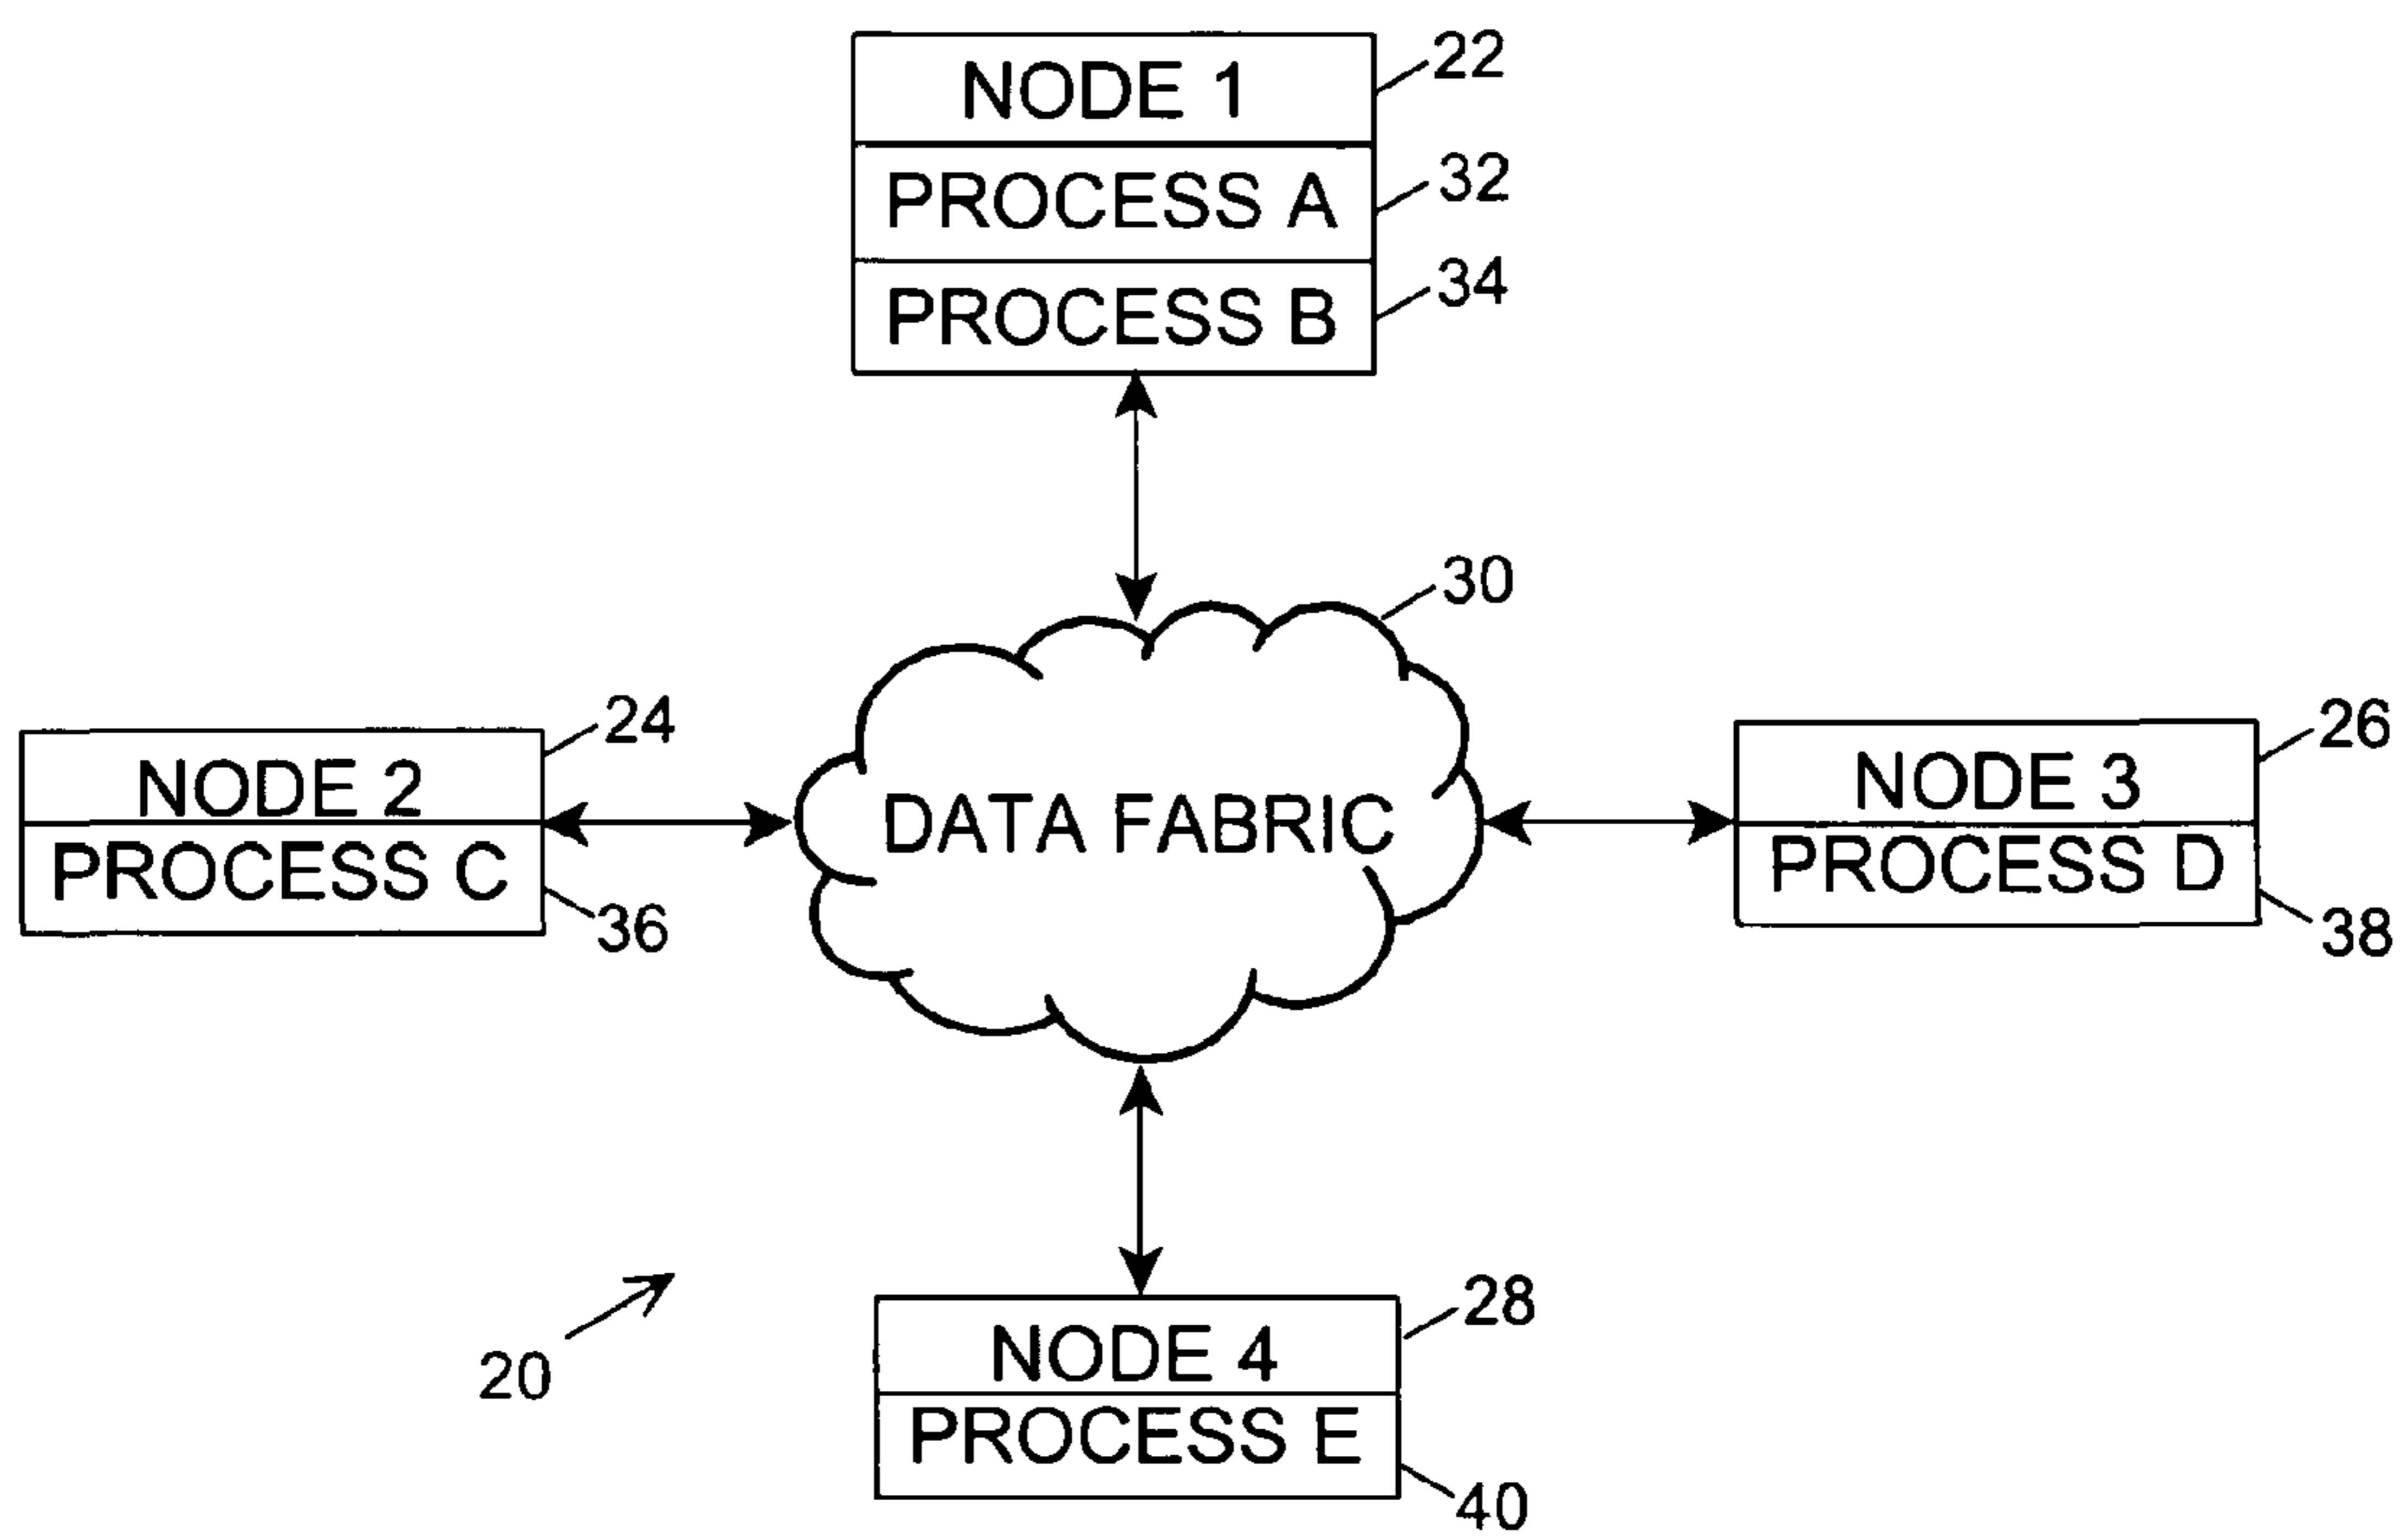 NODE 1
22
PROCESS A
32
PROCESS B
34
30
DATA FABRIC
NODE 2
24
PROCESS C
36
NODE 3
26
PROCESS D
38
20
NODE 4
28
PROCESS E
40